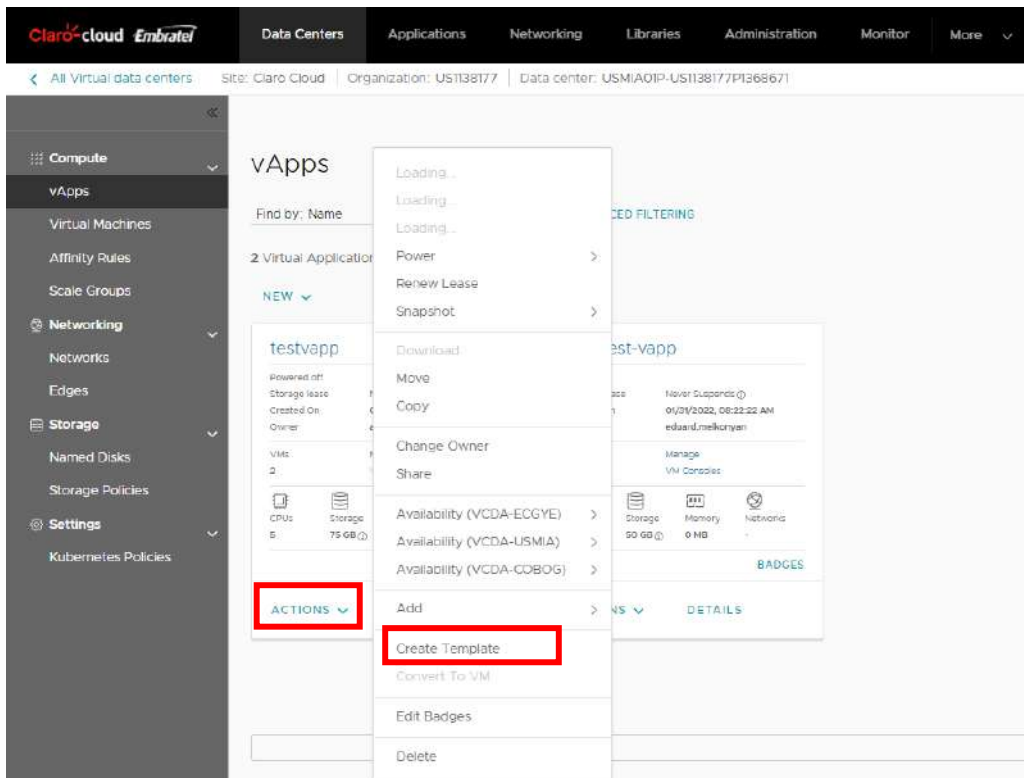 Claro-cloud Embratel
Data Centers Applications Networking Libraries Administration Monitor More
All Virtual data centers Site: Claro Cloud Organization: US1138177 Data center: USMIA01P-US1138177P1368671
Compute
vApps
Virtual Machines
Affinity Rules
Scale Groups
Networking
Networks
Edges
Storage
Named Disks
Storage Policies
Settings
Kubernetes Policies
vApps
Find by: Name
CED FILTERING
2 Virtual Application
NEW
testvapp
Powered off
Storage lease
Created On
Owner
VMs
2
CPUs Storage
5 75 GB
ACTIONS
Loading...
Loading...
Loading...
Power
Renew Lease
Snapshot
Download
Move
Copy
Change Owner
Share
Availability (VCDA-ECGYE)
Availability (VCDA-USMIA)
Availability (VCDA-COBOG)
Add
Create Template
Convert To VM
Edit Badges
Delete
est-vapp
ase Never Suspends
01/31/2022, 08:22:22 AM
eduard.melkonyan
Manage
VM Consoles
Storage Memory Networks
50 GB 0 MB -
BADGES
NS DETAILS